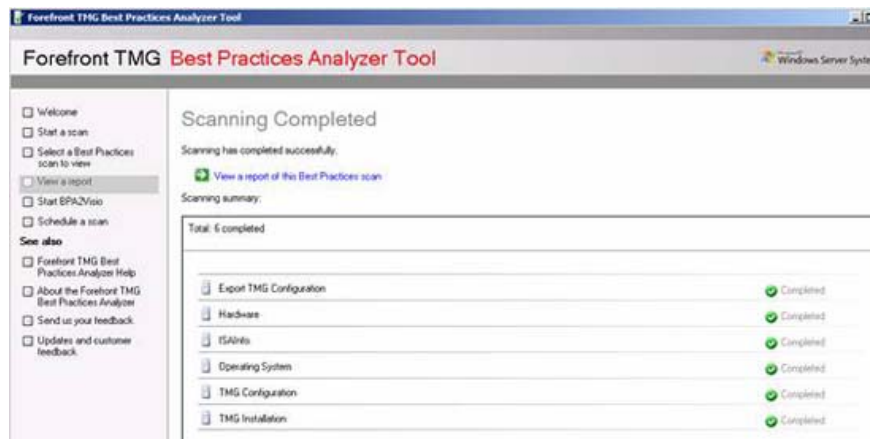 Forefront TMG Best Practices Analyzer Tool
Forefront TMG Best Practices Analyzer Tool
Microsoft
Windows Server Syste
Welcome
Start a scan
Select a Best Practices
scan to view
View a report
Start BPA2Visio
Schedule a scan
See also
Forefront TMG Best
Practices Analyzer Help
About the Forefront TMG
Best Practices Analyzer
Send us your feedback
Updates and customer
feedback
Scanning Completed
Scanning has completed successfully.
View a report of this Best Practices scan
Scanning summary:
Total: 6 completed
Export TMG Configuration Completed
Hardware Completed
ISAInfo Completed
Operating System Completed
TMG Configuration Completed
TMG Installation Completed